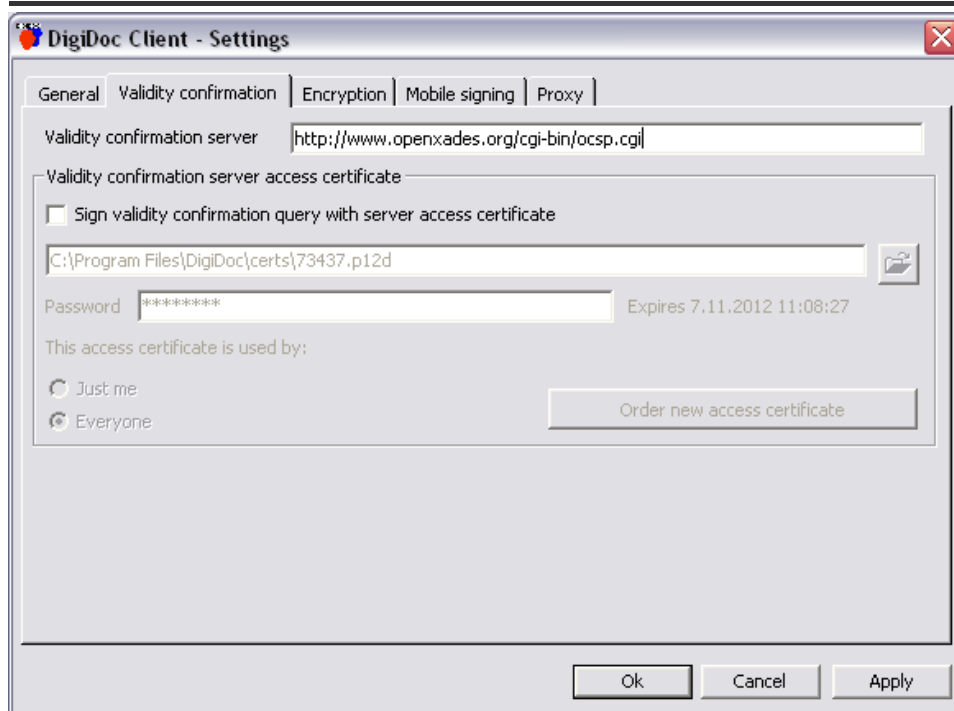 DigiDoc Client - Settings
General Validity confirmation Encryption Mobile signing Proxy
Validity confirmation server http://www.openxades.org/cgi-bin/ocsp.cgi
Validity confirmation server access certificate
Sign validity confirmation query with server access certificate
C:\Program Files\DigiDoc\certs\73437.p12d
Password ******** Expires 7.11.2012 11:08:27
This access certificate is used by:
Just me
Everyone Order new access certificate
Ok Cancel Apply